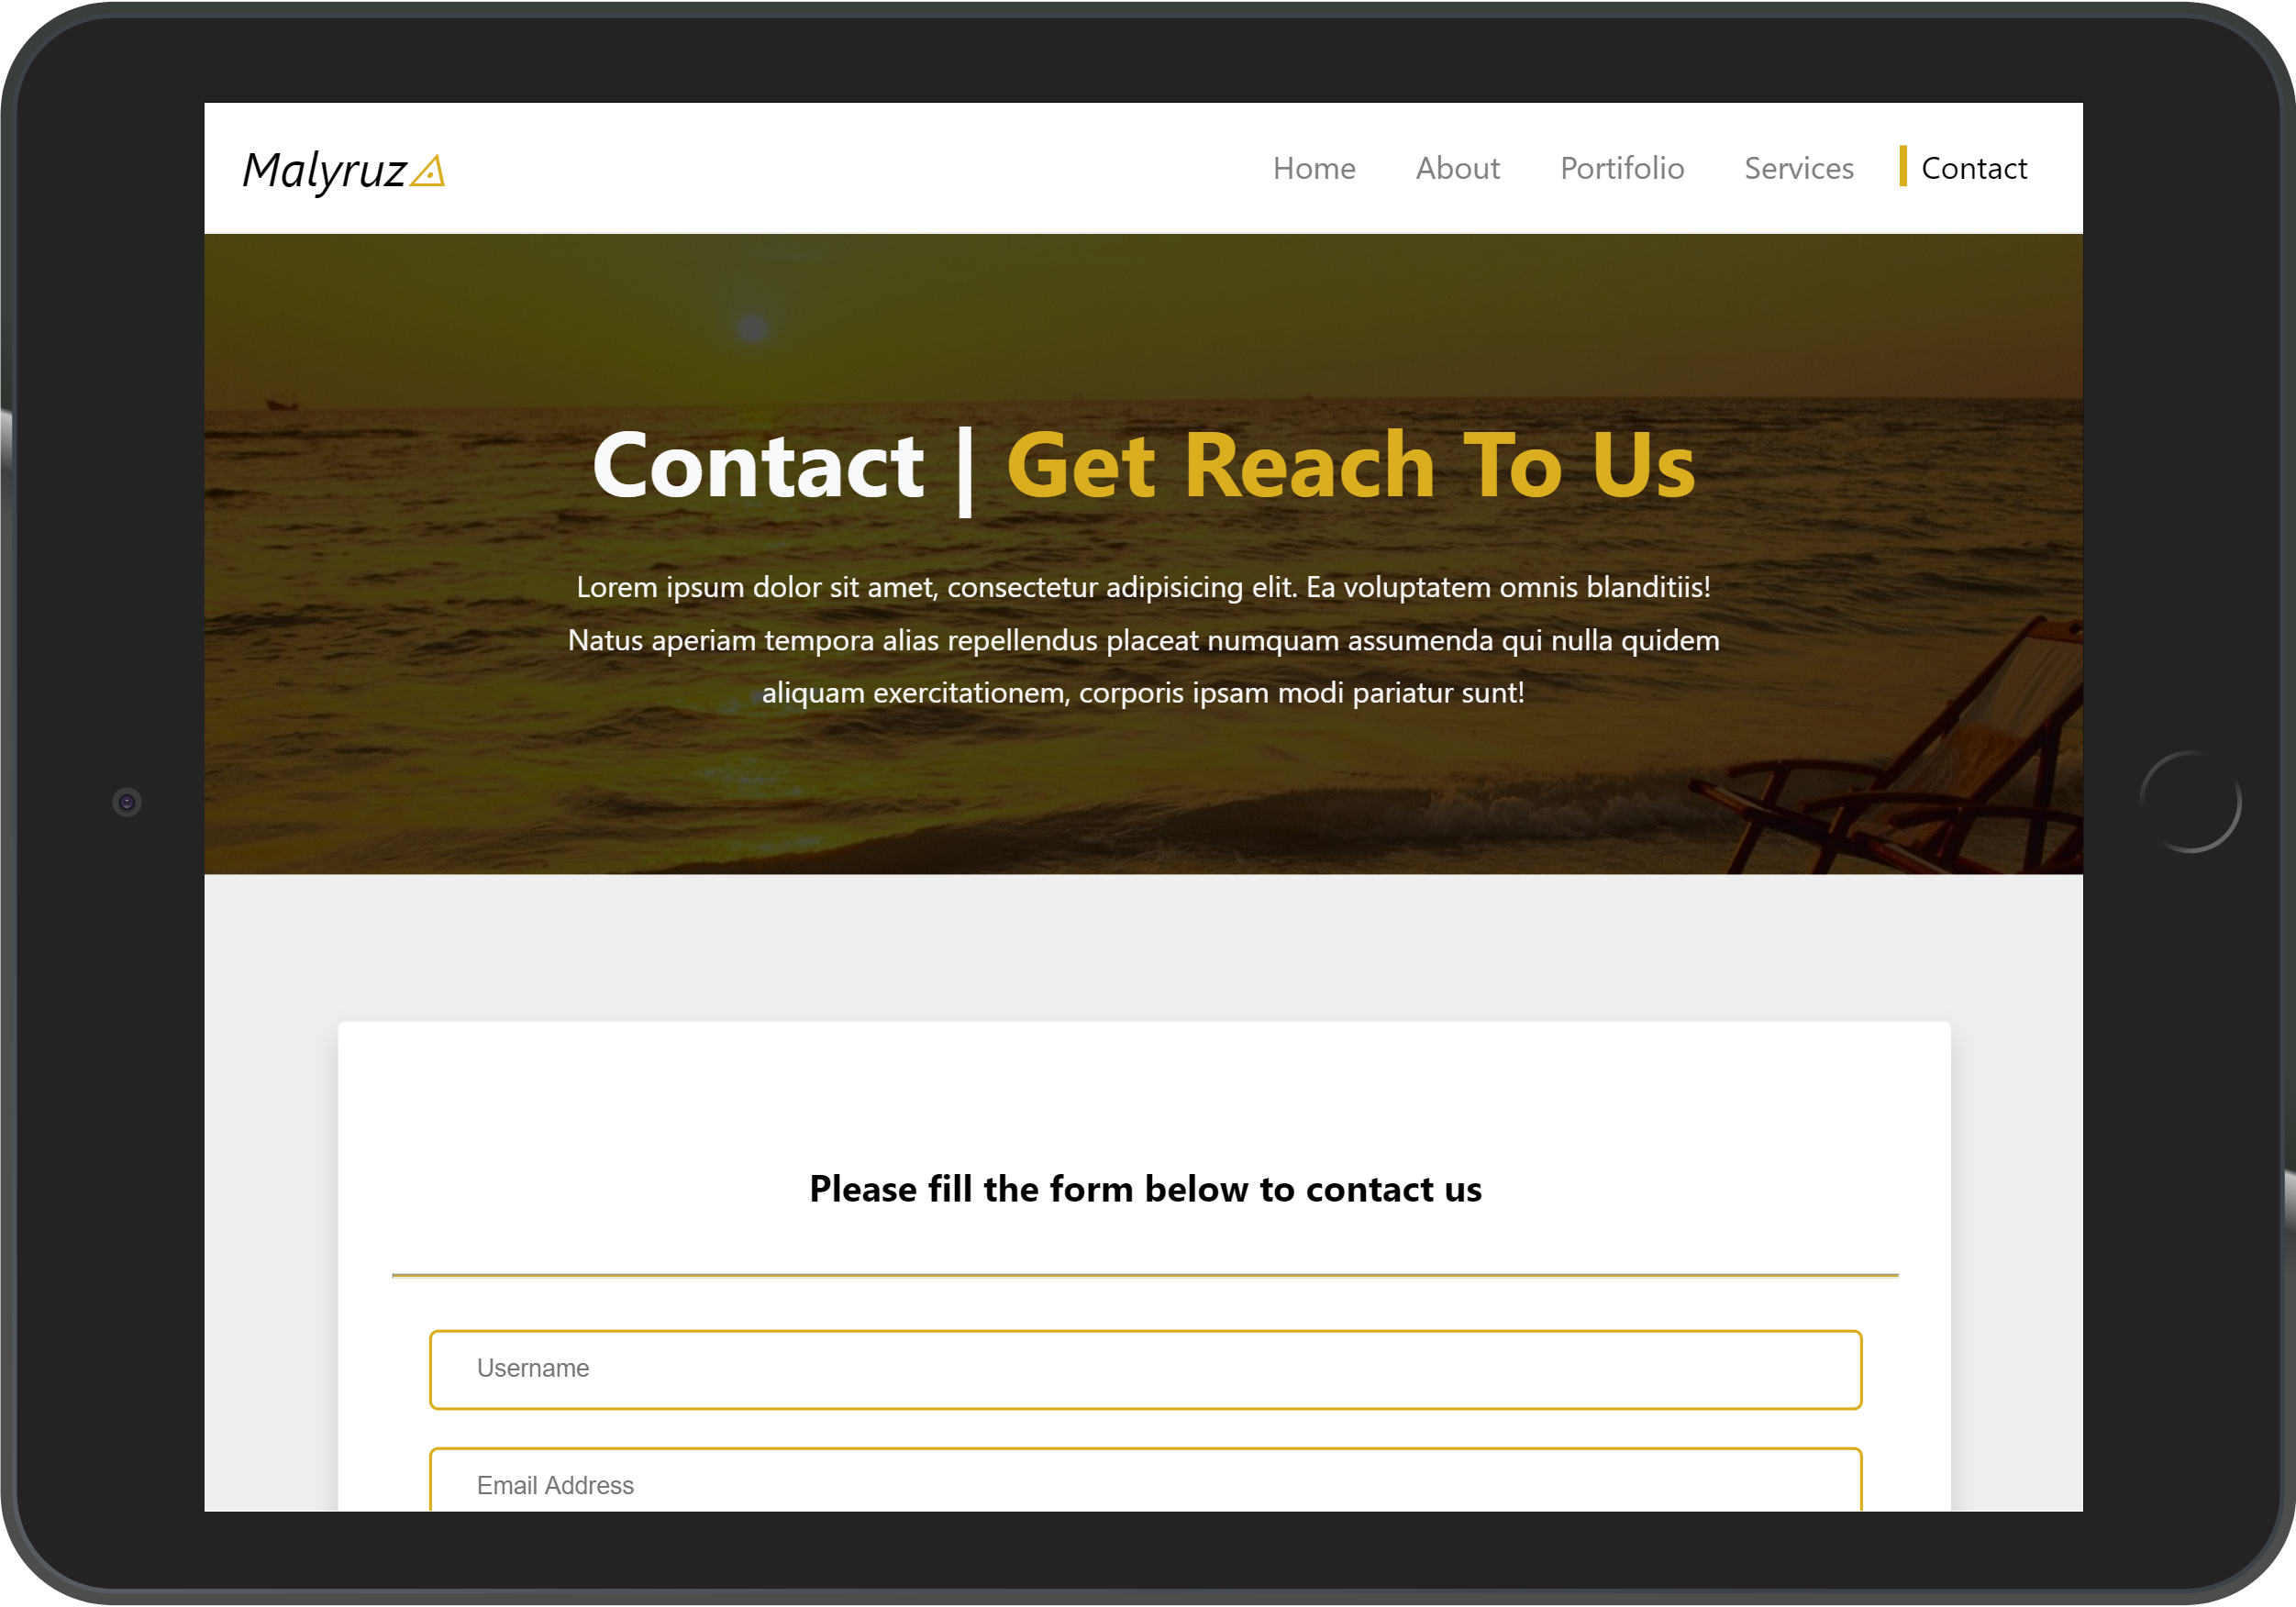 Malyruz
Home About Portifolio Services Contact
Contact | Get Reach To Us
Lorem ipsum dolor sit amet, consectetur adipisicing elit. Ea voluptatem omnis blanditiis!
Natus aperiam tempora alias repellendus placeat numquam assumenda qui nulla quidem
aliquam exercitationem, corporis ipsam modi pariatur sunt!
Please fill the form below to contact us
Username
Email Address